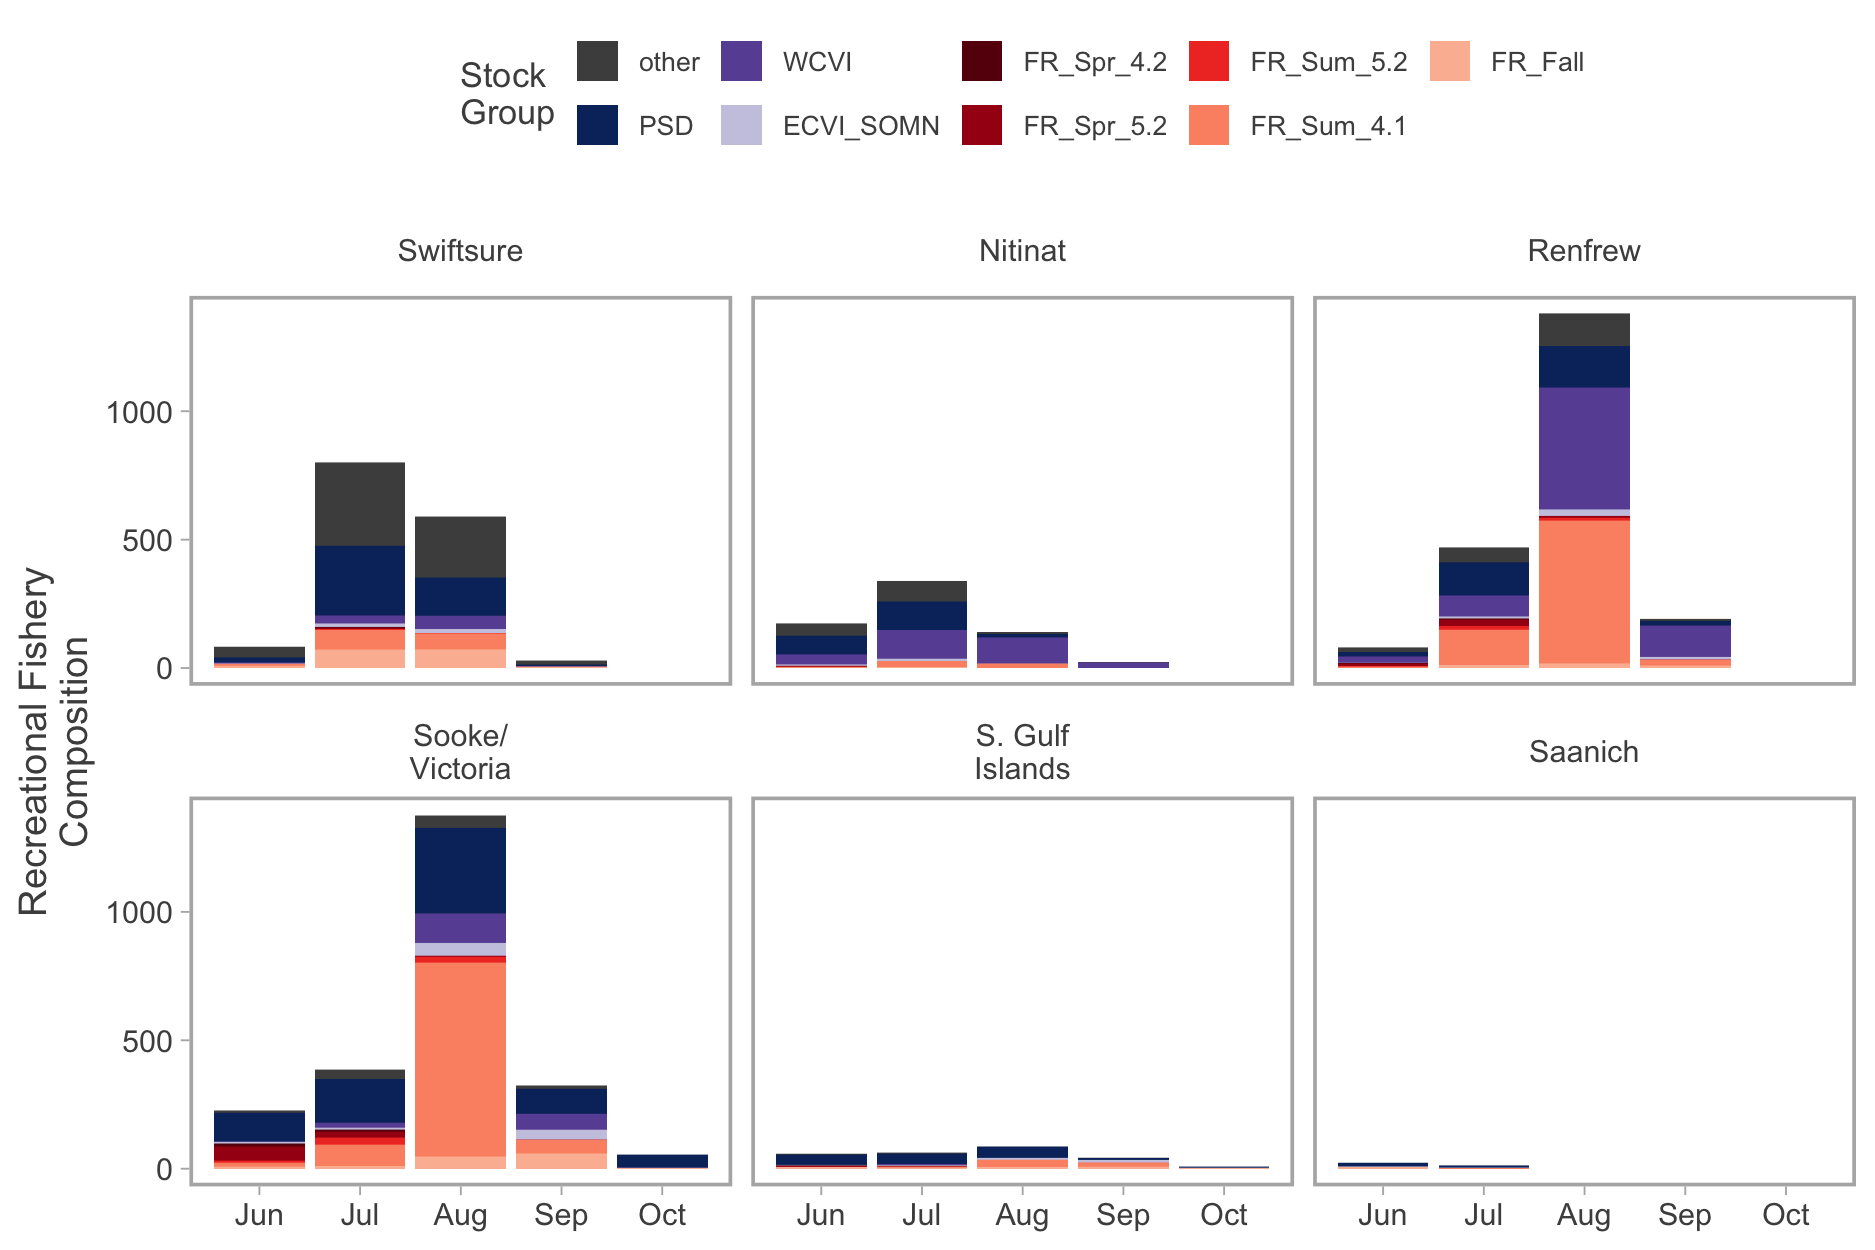 Stock
Group
other
WCVI
FR_Spr_4.2
FR_Sum_5.2
FR_Fall
PSD
ECVI_SOMN
FR_Spr_5.2
FR_Sum_4.1
Swiftsure
Nitinat
Renfrew
1000
500
0
Recreational Fishery
Composition
Sooke/
Victoria
S. Gulf
Islands
Saanich
1000
500
0
Jun Jul Aug Sep Oct
Jun Jul Aug Sep Oct
Jun Jul Aug Sep Oct